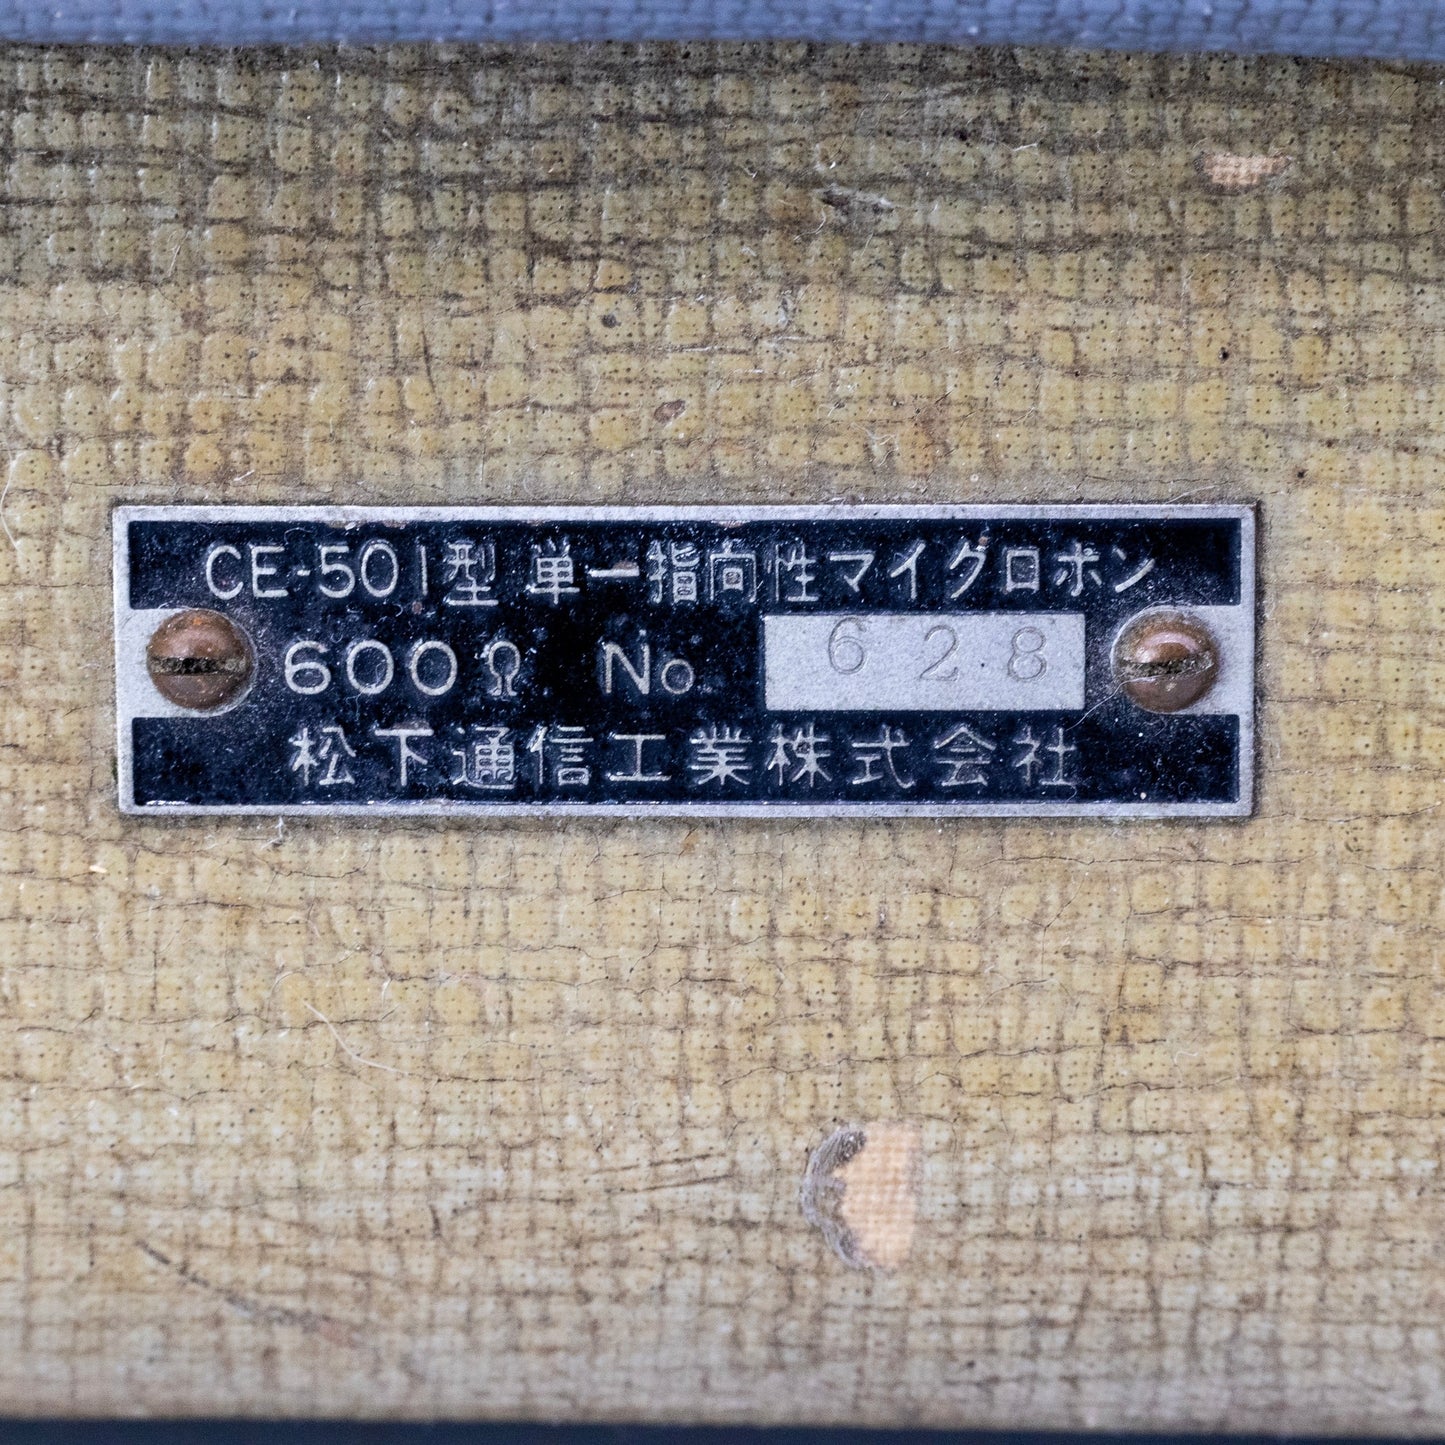 CE-501型 単一指向性マイグロホン
600Ω No 628
松下通信工業株式会社